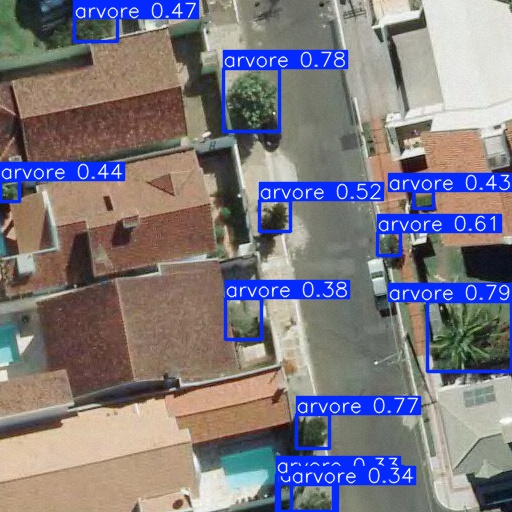 arvore 0.47
arvore 0.78
arvore 0.44
arvore 0.43
arvore 0.52
arvore 0.61
arvore 0.38
arvore 0.79
arvore 0.77
arvore 0.33
arvore 0.34